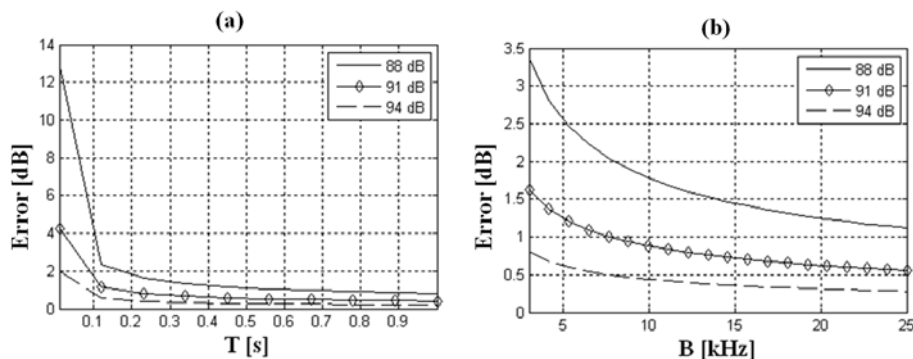 (a)
14
12
10
8
6
4
2
0
Error [dB]
0.1 0.2 0.3 0.4 0.5 0.6 0.7 0.8 0.9
T [s]
88 dB
91 dB
94 dB
(b)
3.5
3
2.5
2
1.5
1
0.5
0
Error [dB]
5 10 15 20 25
B [kHz]
88 dB
91 dB
94 dB